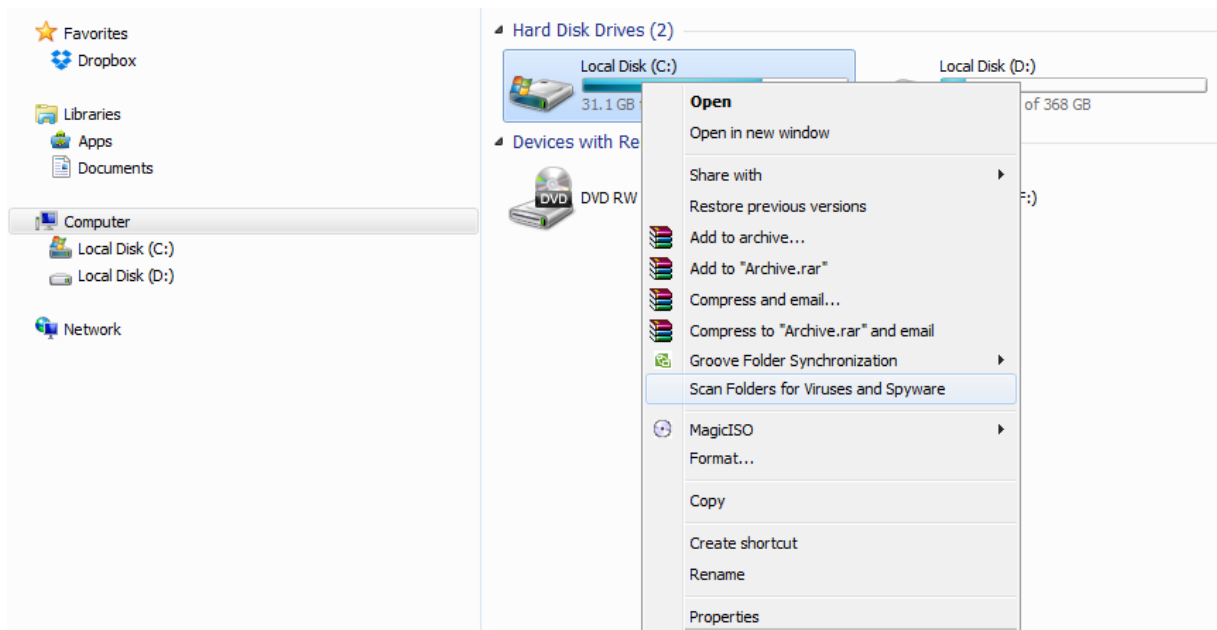 Favorites
Dropbox
Libraries
Apps
Documents
Computer
Local Disk (C:)
Local Disk (D:)
Network
Hard Disk Drives (2)
Local Disk (C:)
31.1 GB
Local Disk (D:)
of 368 GB
Devices with Re
DVD RW
DVD
F:)
Open
Open in new window
Share with
Restore previous versions
Add to archive...
Add to "Archive.rar"
Compress and email...
Compress to "Archive.rar" and email
Groove Folder Synchronization
Scan Folders for Viruses and Spyware
MagicISO
Format...
Copy
Create shortcut
Rename
Properties